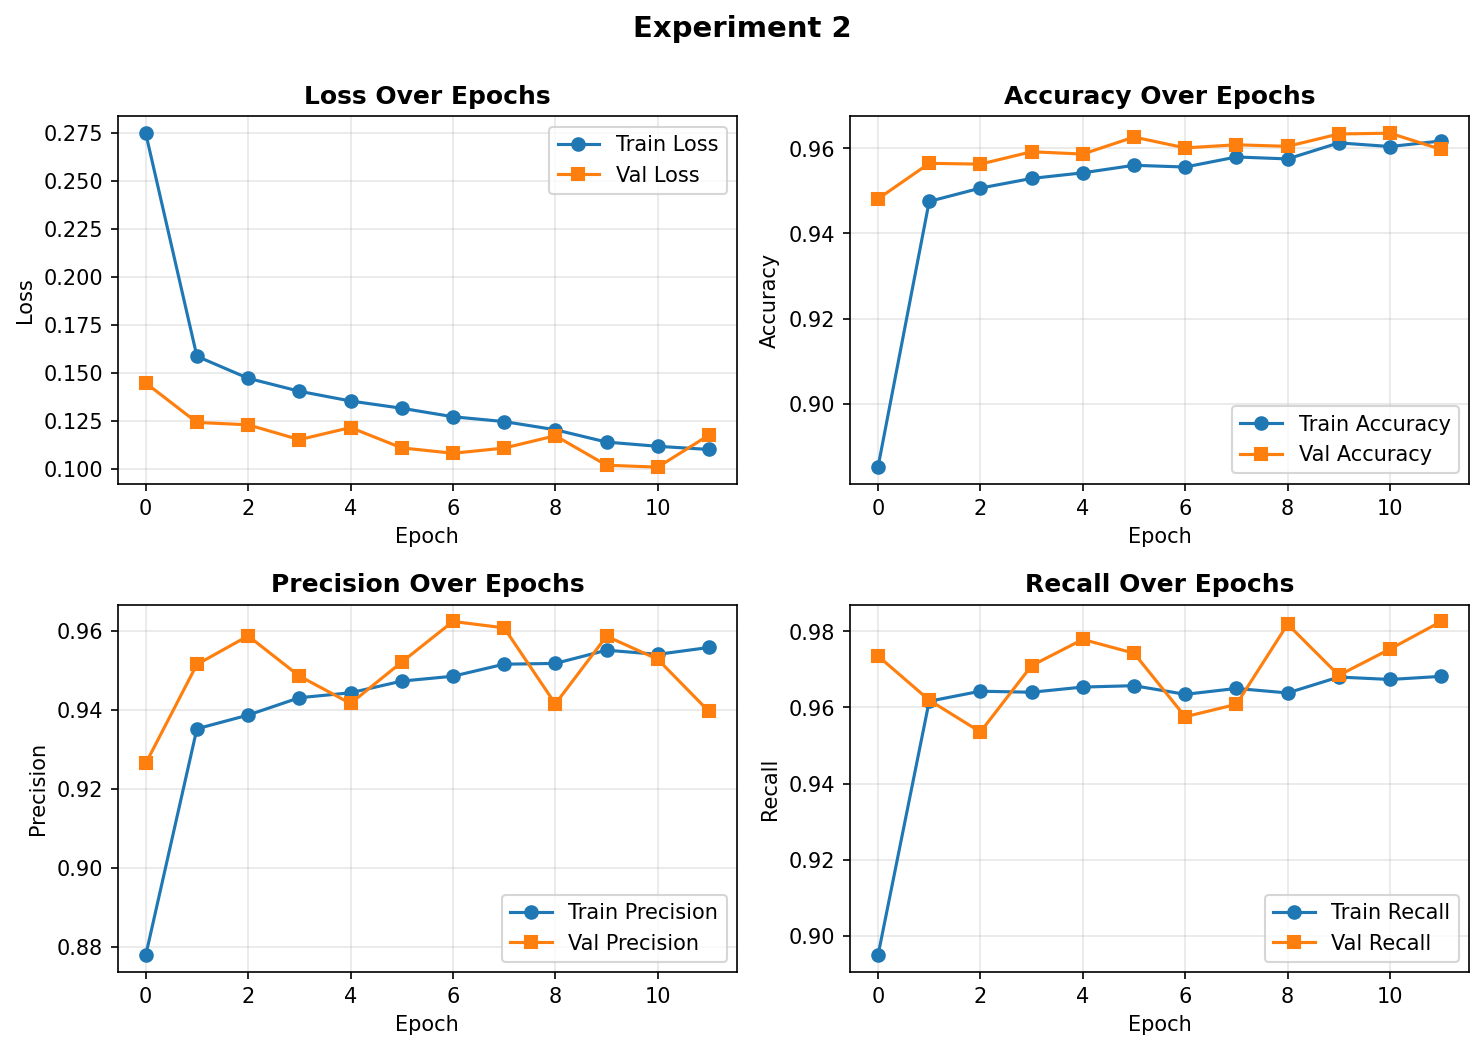 Experiment 2
Loss Over Epochs
0.275
0.250
0.225
0.200
0.175
0.150
0.125
0.100
Loss
Train Loss
Val Loss
0 2 4 6 8 10
Epoch
Accuracy Over Epochs
0.96
0.94
0.92
0.90
Accuracy
Train Accuracy
Val Accuracy
0 2 4 6 8 10
Epoch
Precision Over Epochs
0.96
0.94
0.92
0.90
0.88
Precision
Train Precision
Val Precision
0 2 4 6 8 10
Epoch
Recall Over Epochs
0.98
0.96
0.94
0.92
0.90
Recall
Train Recall
Val Recall
0 2 4 6 8 10
Epoch